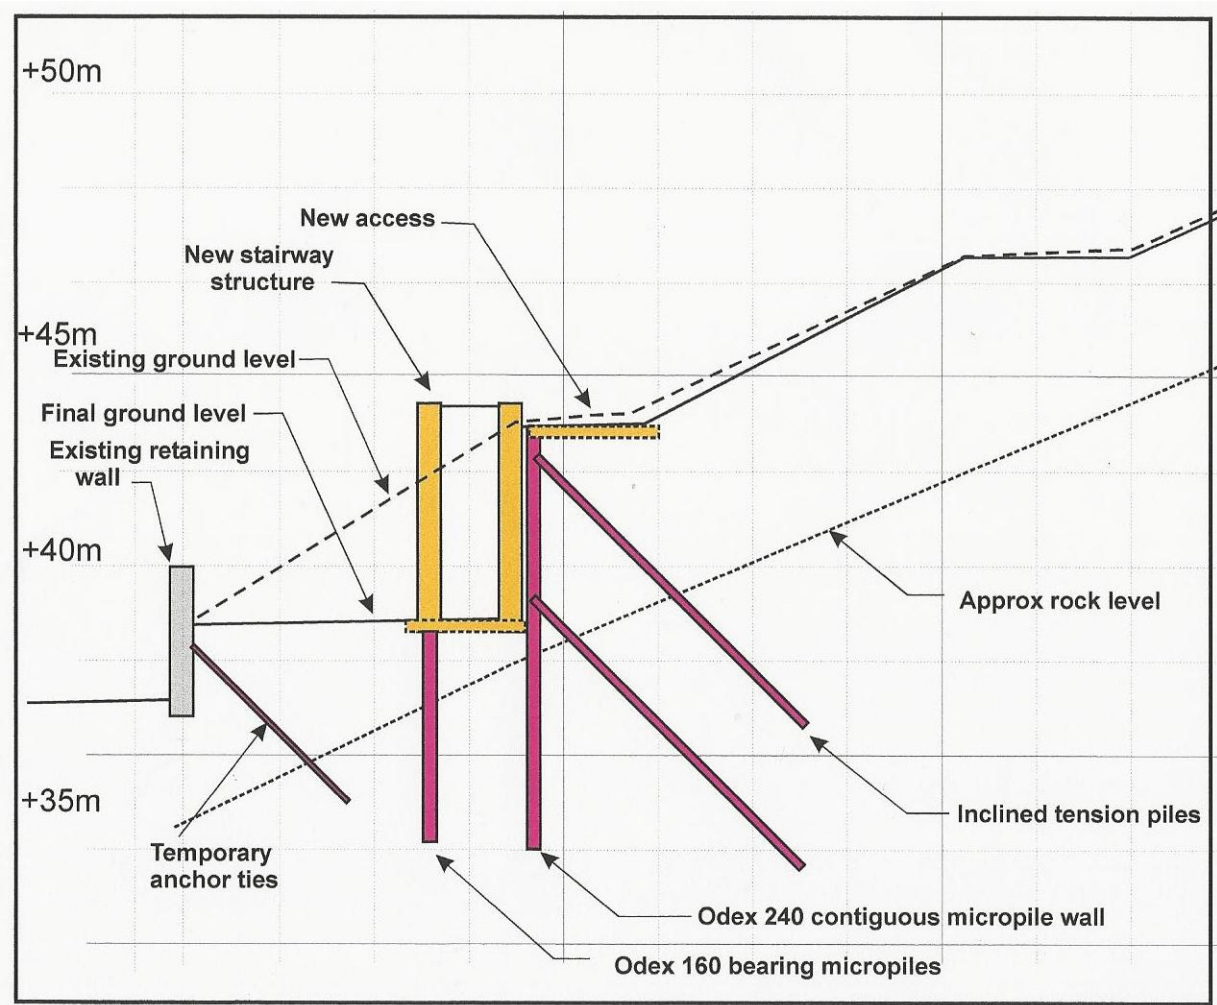 +50m
New access
New stairway
structure
+45m
Existing ground level
Final ground level
Existing retaining
wall
+40m
Approx rock level
+35m
Inclined tension piles
Temporary
anchor ties
Odex 240 contiguous micropile wall
Odex 160 bearing micropiles